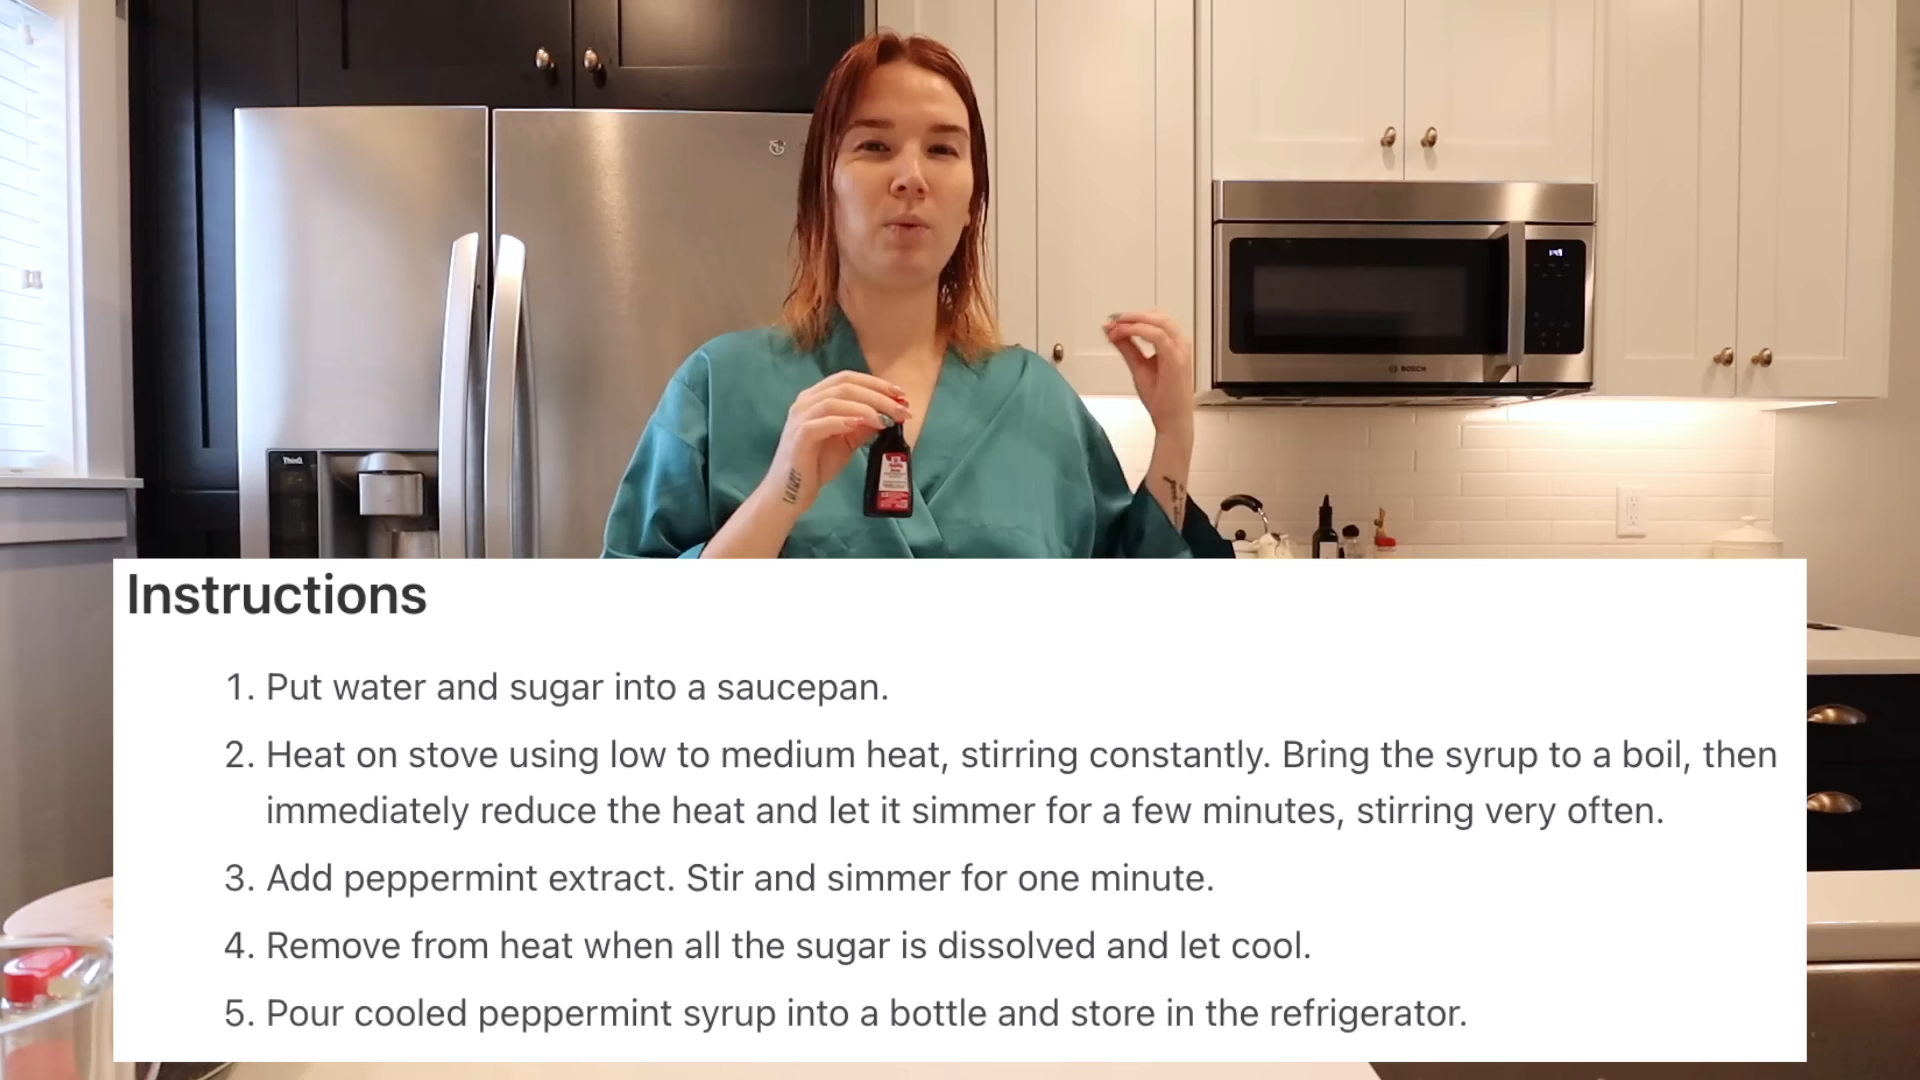 ThinQ
BOSCH
Instructions
1. Put water and sugar into a saucepan.
2. Heat on stove using low to medium heat, stirring constantly. Bring the syrup to a boil, then
immediately reduce the heat and let it simmer for a few minutes, stirring very often.
3. Add peppermint extract. Stir and simmer for one minute.
4. Remove from heat when all the sugar is dissolved and let cool.
5. Pour cooled peppermint syrup into a bottle and store in the refrigerator.